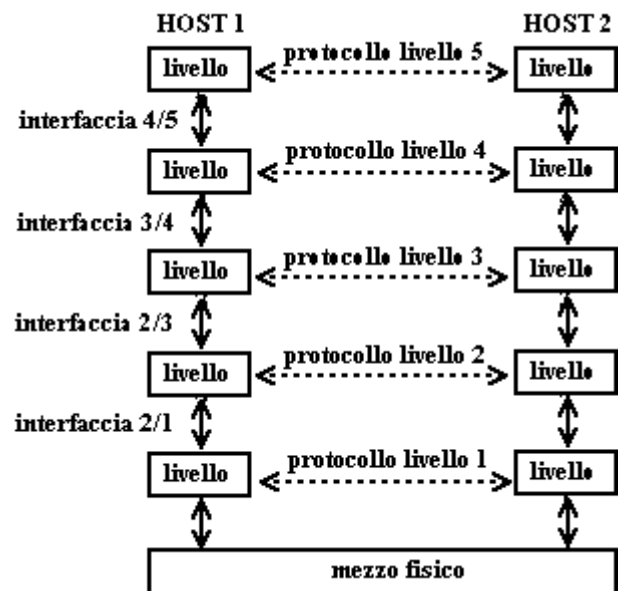 HOST 1 HOST 2
livello protocollo livello 5 livello
interfaccia 4/5
livello protocollo livello 4 livello
interfaccia 3/4
livello protocollo livello 3 livello
interfaccia 2/3
livello protocollo livello 2 livello
interfaccia 2/1
livello protocollo livello 1 livello
mezzo fisico